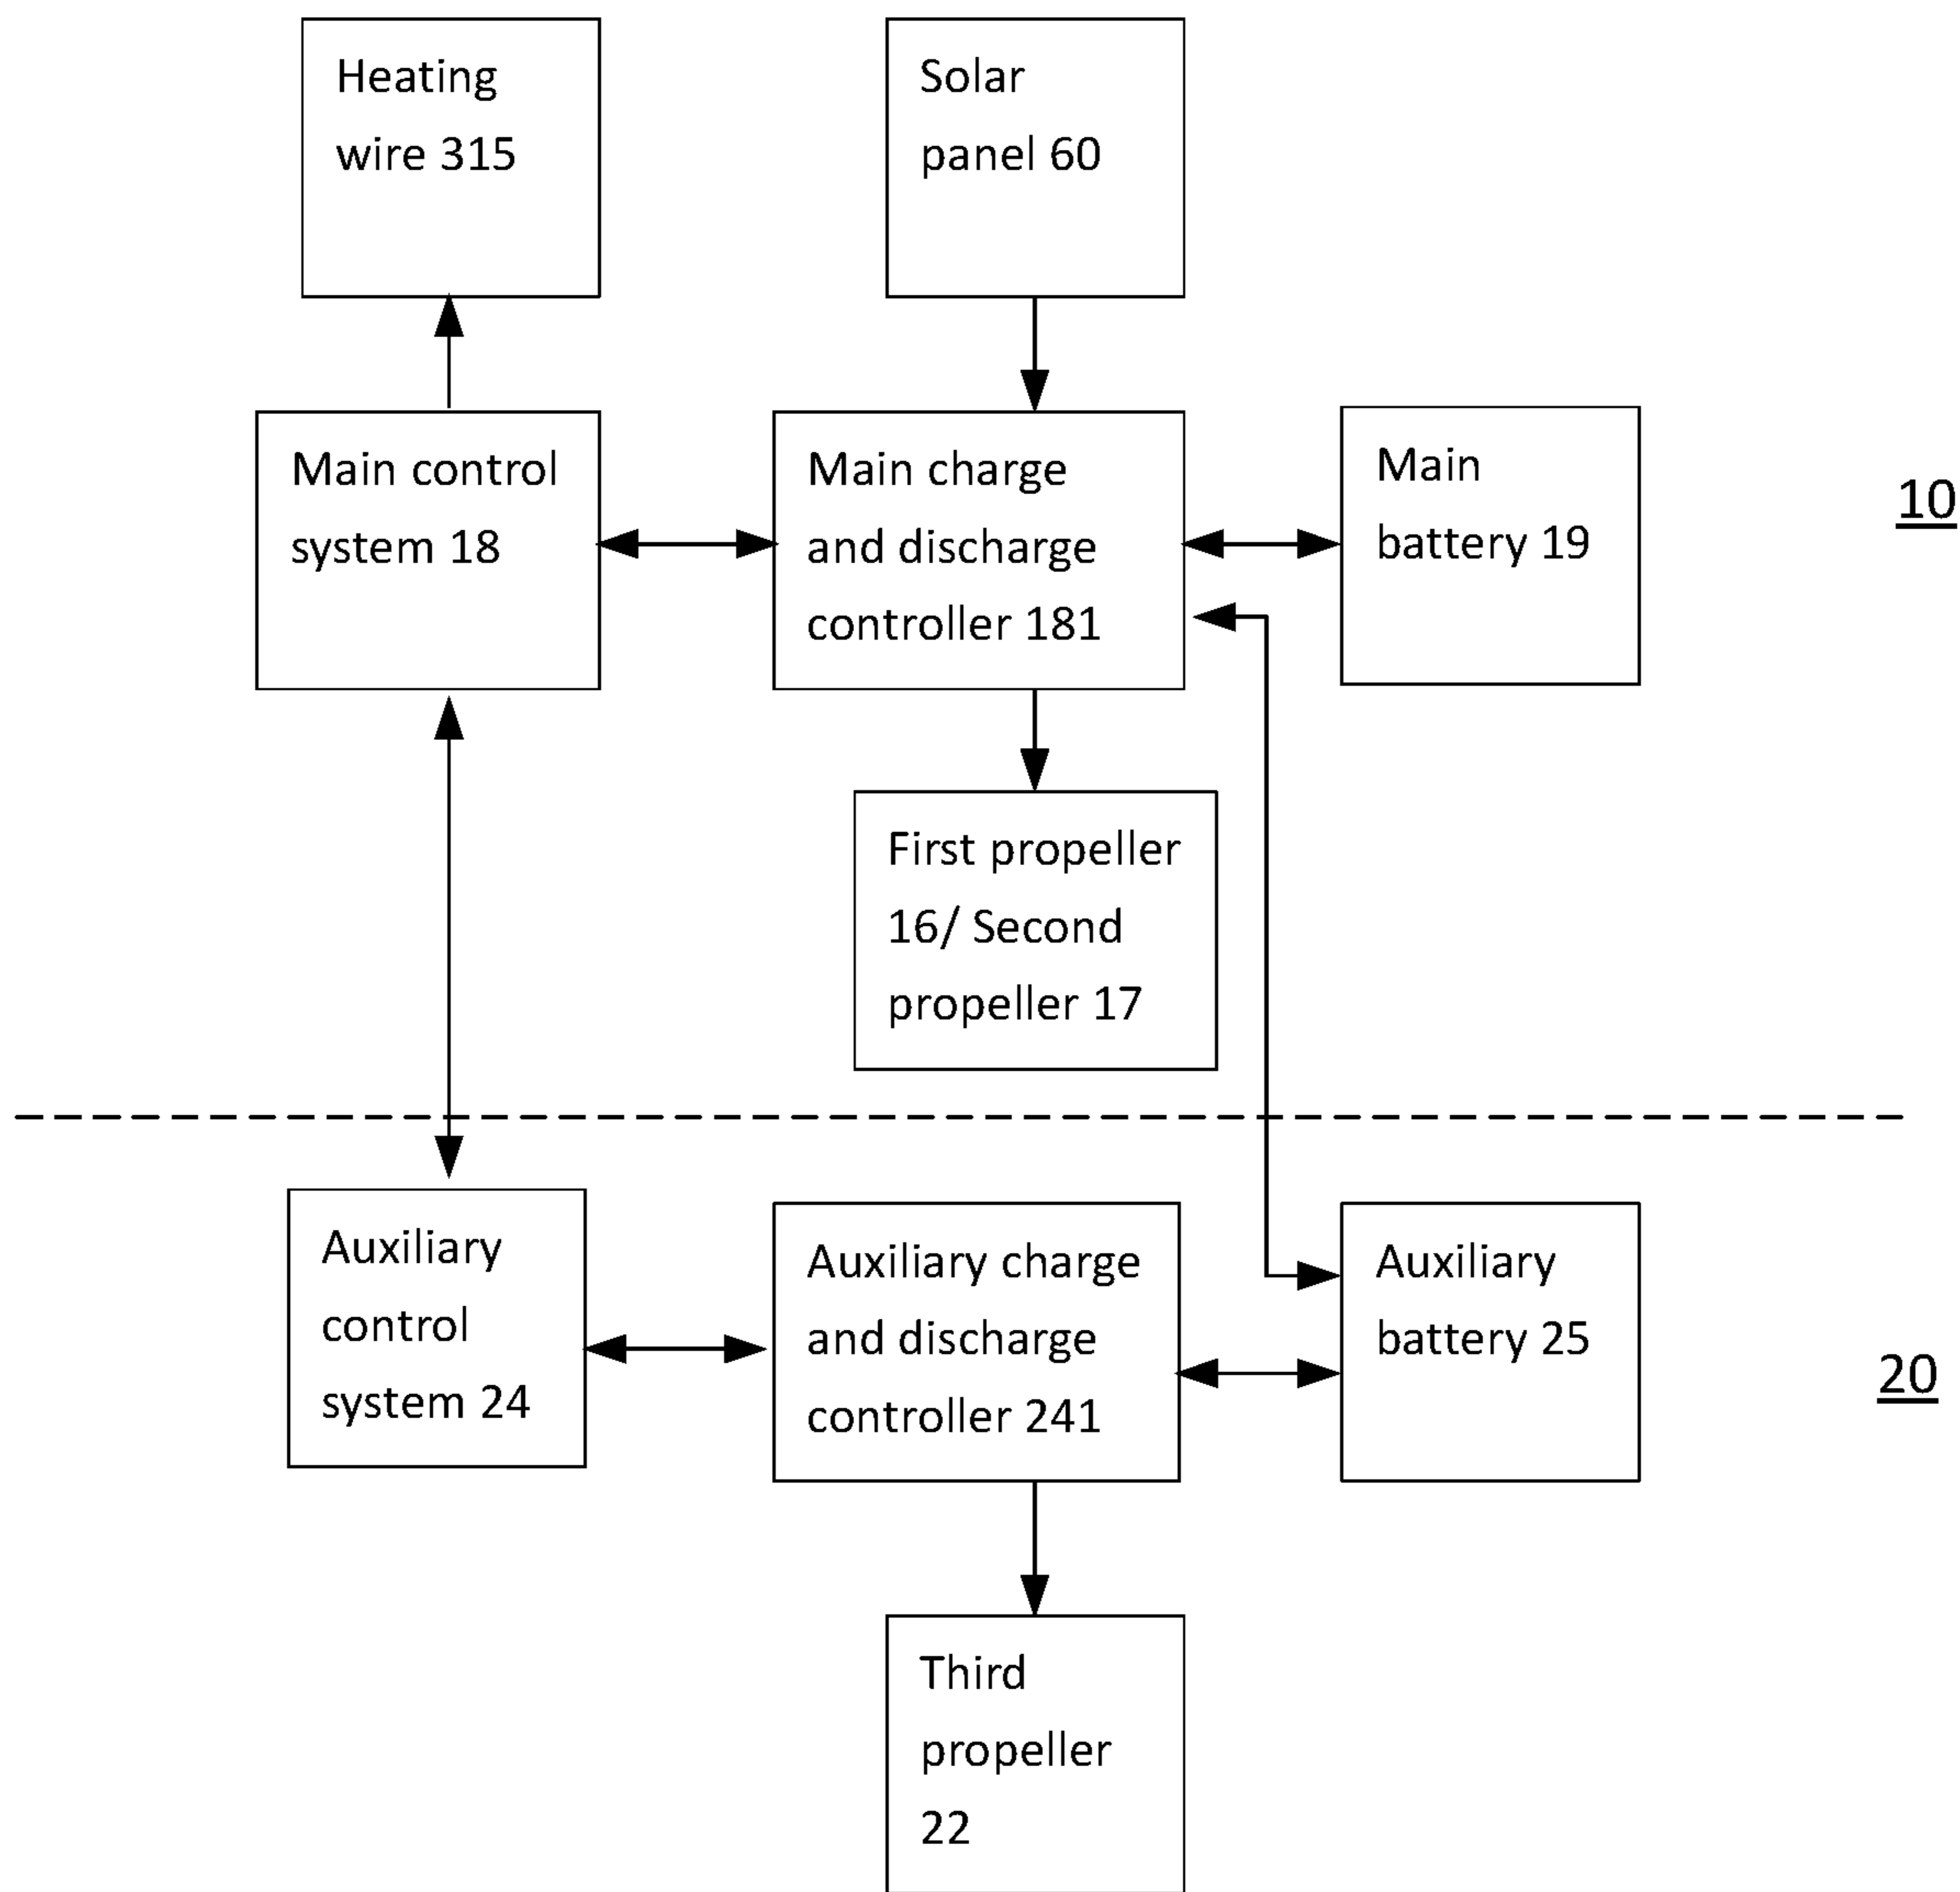 Heating
wire 315
Solar
panel 60
Main control
system 18
Main charge
and discharge
controller 181
Main
battery 19
10
First propeller
16/ Second
propeller 17
Auxiliary
control
system 24
Auxiliary charge
and discharge
controller 241
Auxiliary
battery 25
20
Third
propeller
22